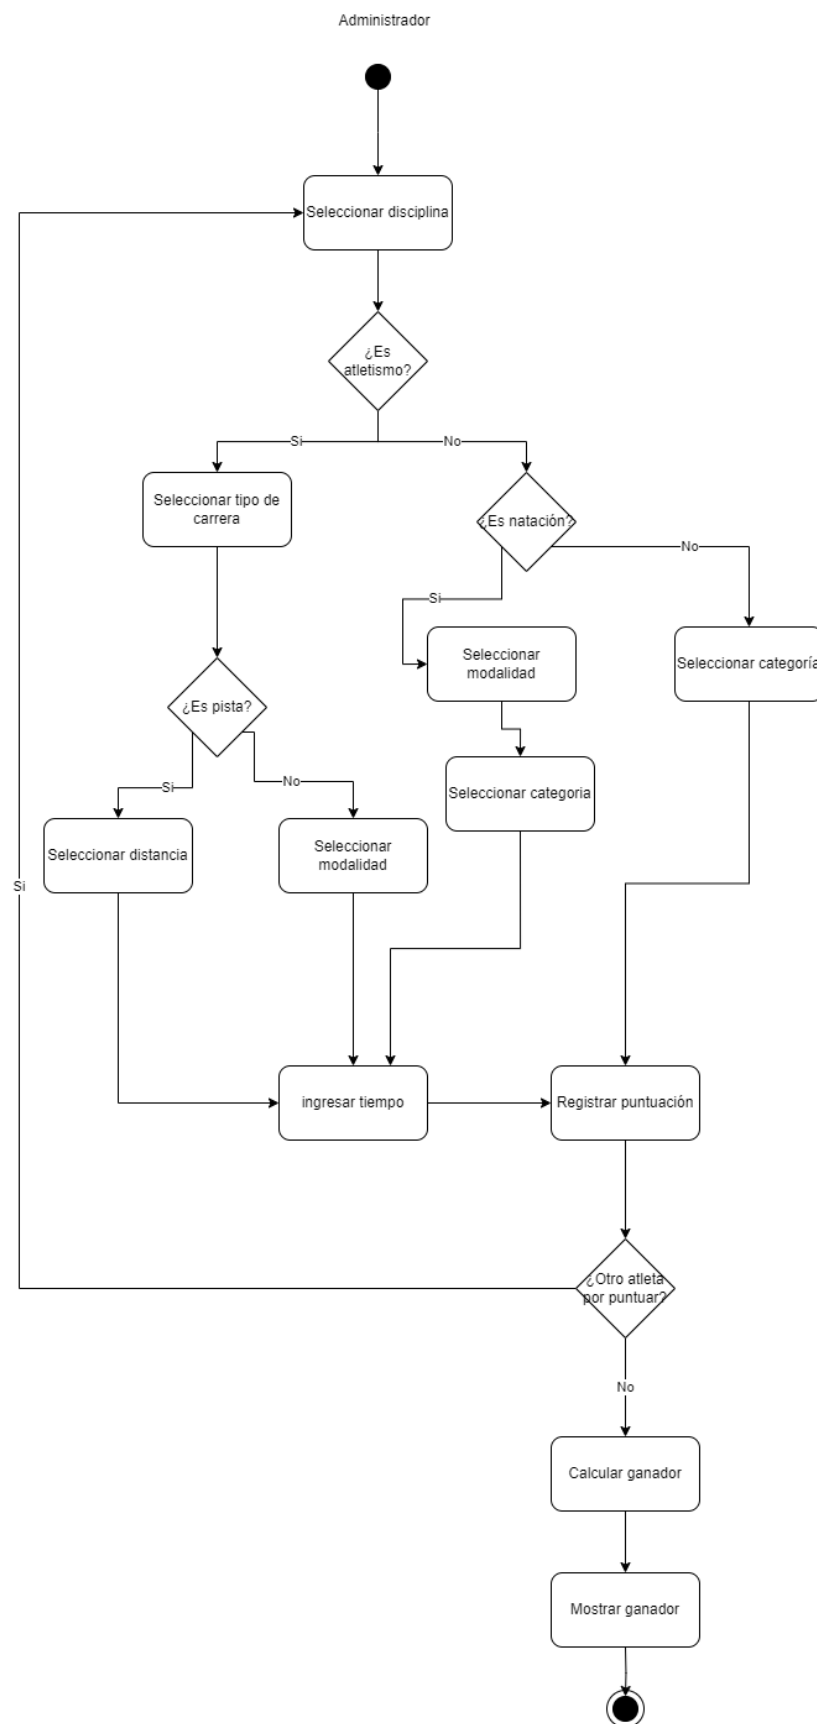 Administrador
Seleccionar disciplina
¿Es
atletismo?
Si
No
Seleccionar tipo de
carrera
¿Es natación?
No
Si
Seleccionar
modalidad
Seleccionar categoría
¿Es pista?
Si
No
Seleccionar categoria
Seleccionar distancia
Seleccionar
modalidad
Si
ingresar tiempo
Registrar puntuación
¿Otro atleta
por puntuar?
No
Calcular ganador
Mostrar ganador